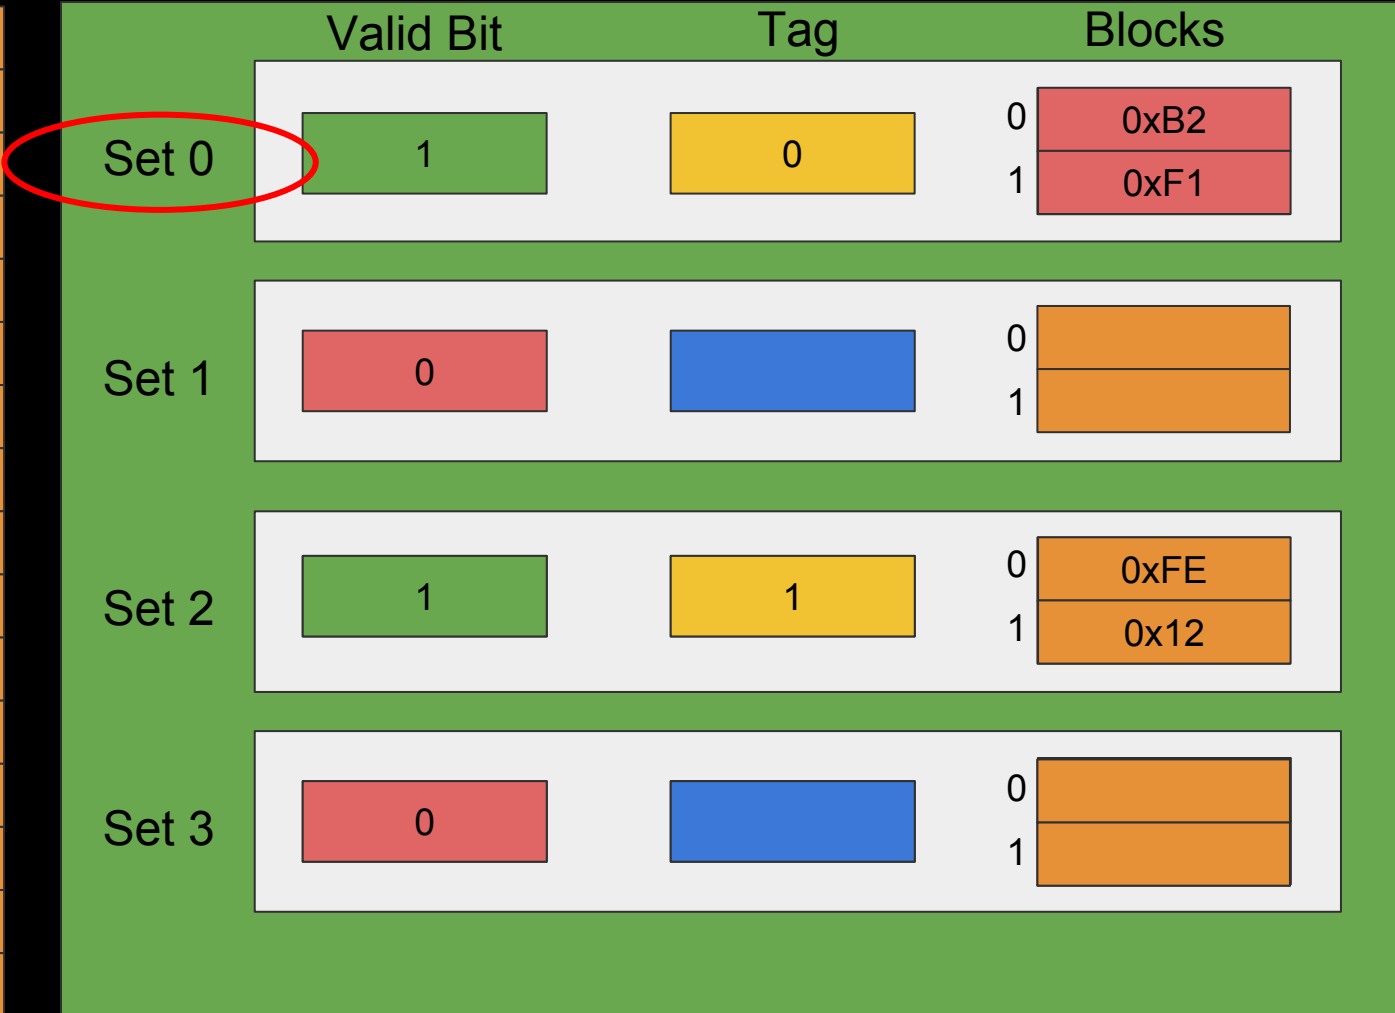 Valid Bit Tag Blocks
Set 0 1 0 0 0xB2
1 0xF1
Set 1 0 0
1
Set 2 1 1 0 0xFE
1 0x12
Set 3 0 0
1